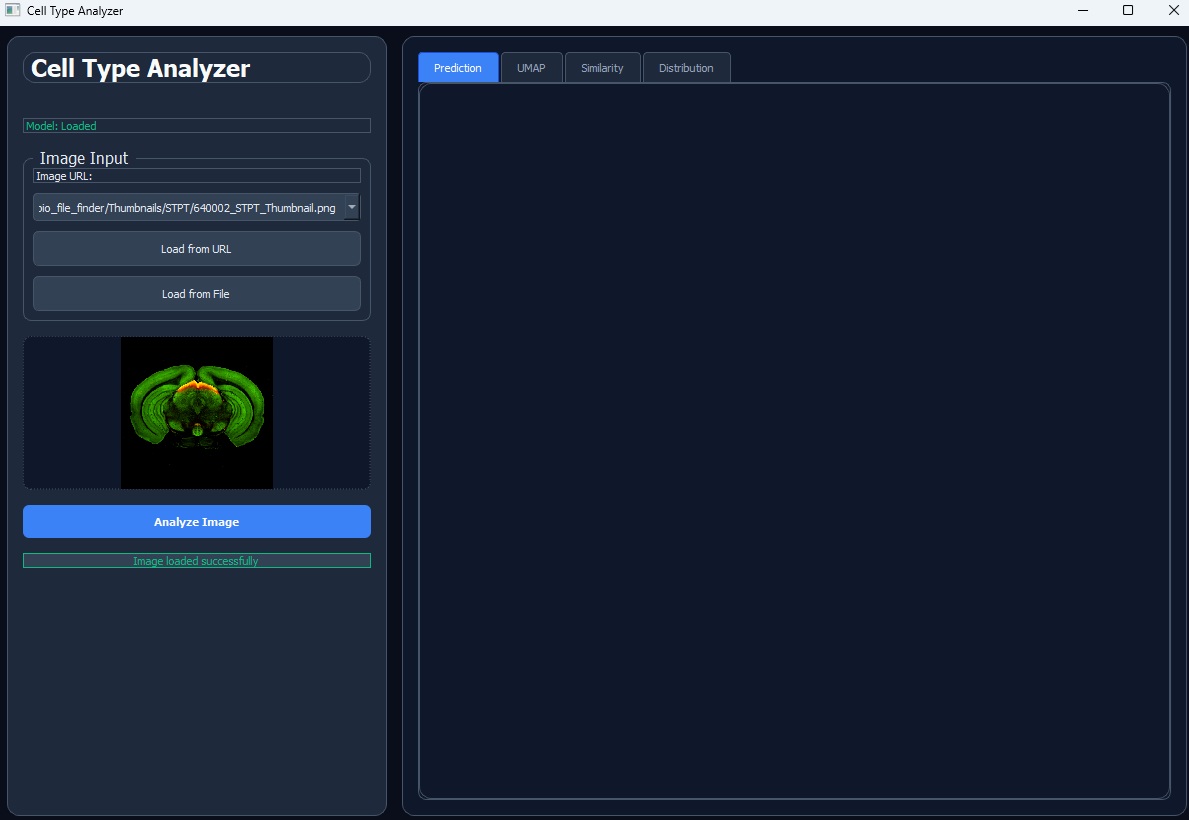 Cell Type Analyzer
Cell Type Analyzer
Model: Loaded
Image Input
Image URL:
bio_file_finder/Thumbnails/STPT/640002_STPT_Thumbnail.png
Load from URL
Load from File
Analyze Image
Image loaded successfully
Prediction
UMAP
Similarity
Distribution